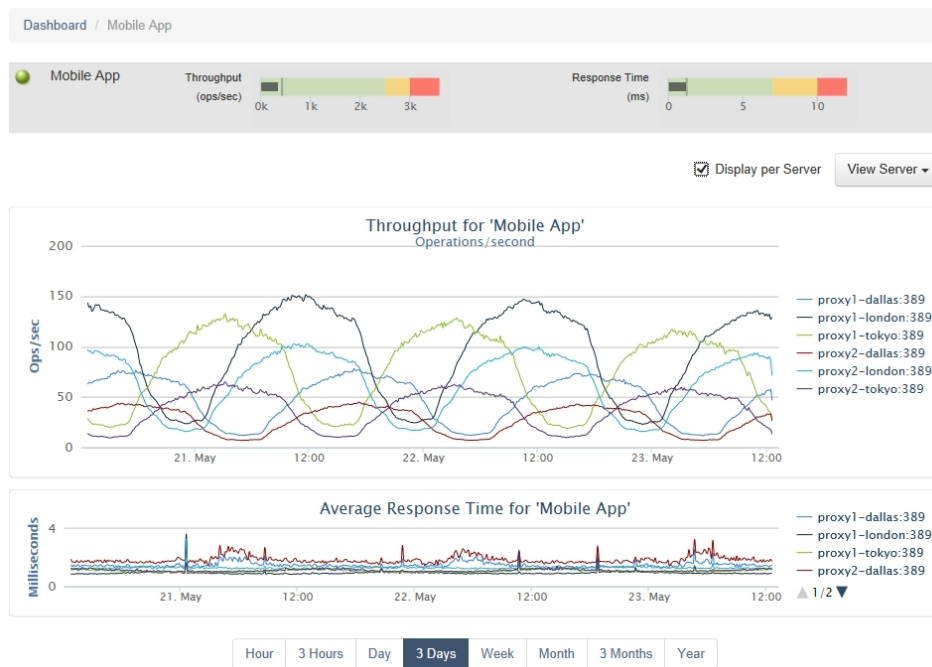 Dashboard / Mobile App
Mobile App
Throughput
(ops/sec)
0k 1k 2k 3k
Response Time
(ms)
0 5 10
Display per Server
View Server
Throughput for 'Mobile App'
Operations/second
Ops/sec
200
150
100
50
0
21. May 12:00 22. May 12:00 23. May 12:00
proxy1-dallas:389
proxy1-london:389
proxy1-tokyo:389
proxy2-dallas:389
proxy2-london:389
proxy2-tokyo:389
Average Response Time for 'Mobile App'
Milliseconds
4
0
21. May 12:00 22. May 12:00 23. May 12:00
proxy1-dallas:389
proxy1-london:389
proxy1-tokyo:389
proxy2-dallas:389
1/2
Hour 3 Hours Day 3 Days Week Month 3 Months Year